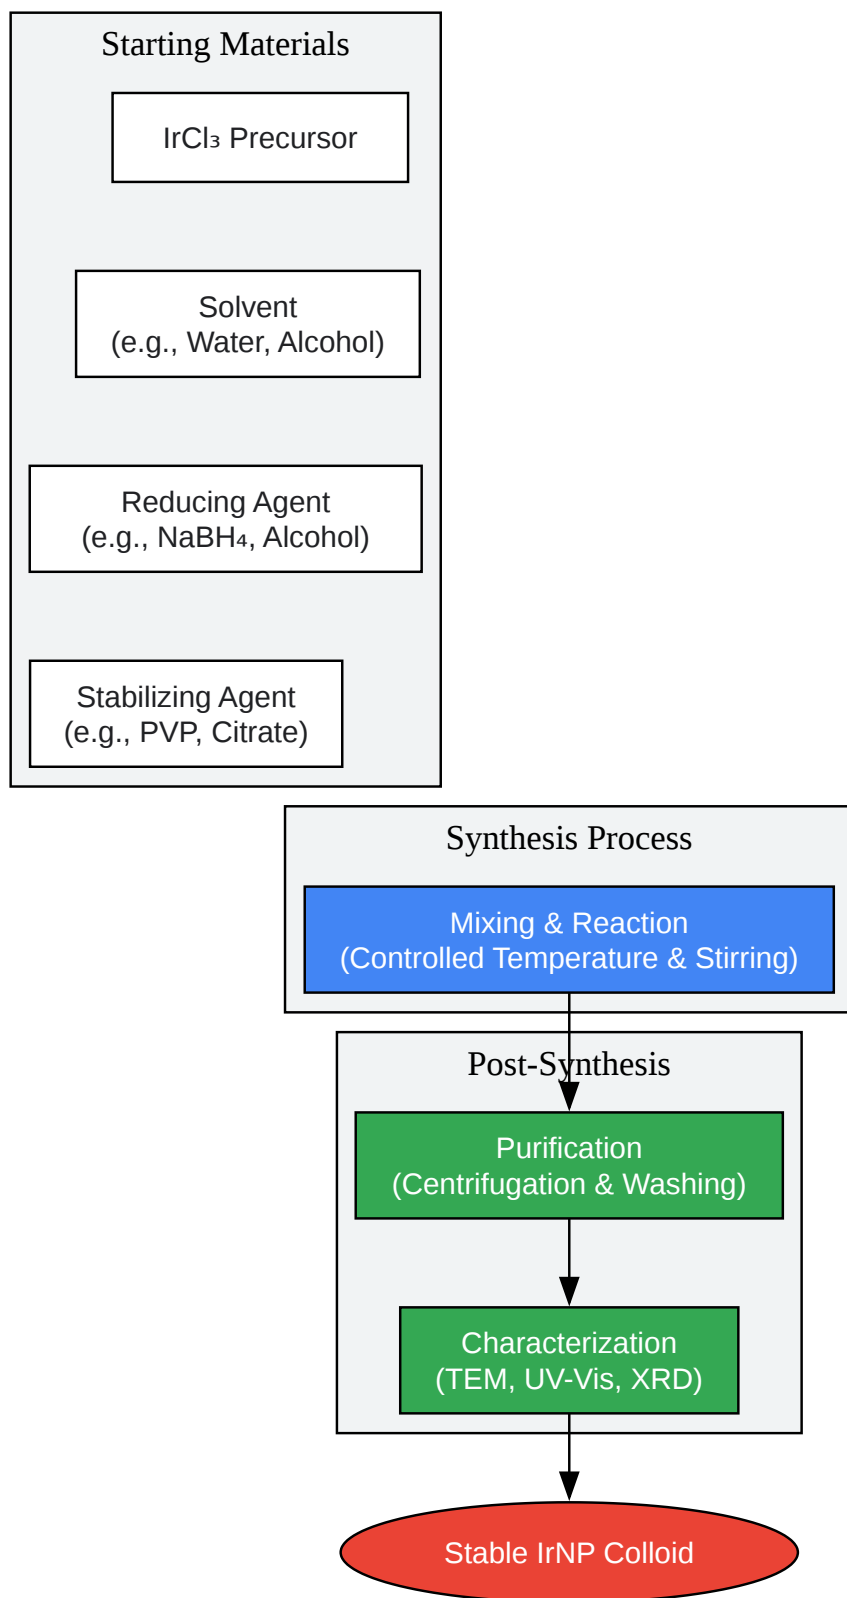 Starting Materials
IrCl₃ Precursor
Solvent
(e.g., Water, Alcohol)
Reducing Agent
(e.g., NaBH₄, Alcohol)
Stabilizing Agent
(e.g., PVP, Citrate)
Synthesis Process
Mixing & Reaction
(Controlled Temperature & Stirring)
Post-Synthesis
Purification
(Centrifugation & Washing)
Characterization
(TEM, UV-Vis, XRD)
Stable IrNP Colloid